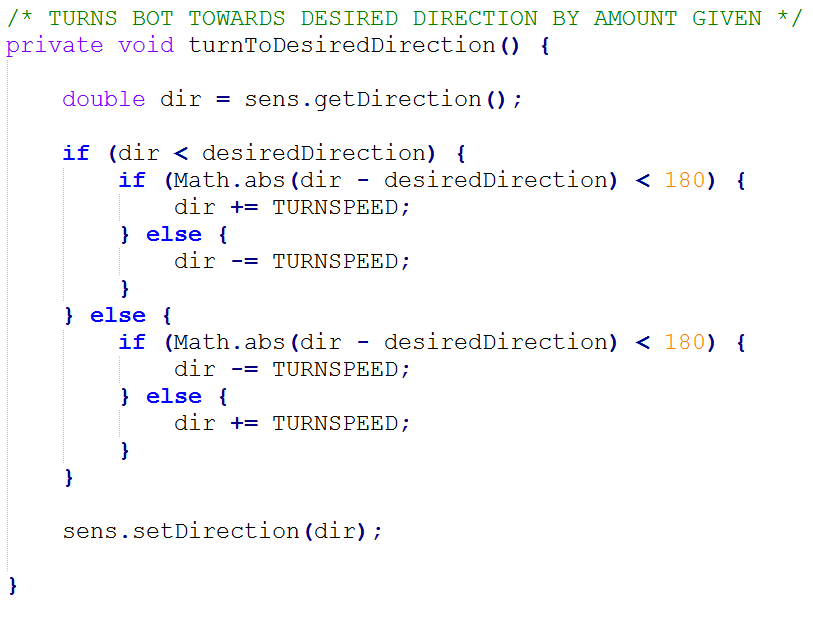 /* TURNS BOT TOWARDS DESIRED DIRECTION BY AMOUNT GIVEN */
private void turnToDesiredDirection() {
    double dir = sens.getDirection();
    if (dir < desiredDirection) {
        if (Math.abs(dir - desiredDirection) < 180) {
            dir += TURNSPEED;
        } else {
            dir -= TURNSPEED;
        }
    } else {
        if (Math.abs(dir - desiredDirection) < 180) {
            dir -= TURNSPEED;
        } else {
            dir += TURNSPEED;
        }
    }
    sens.setDirection(dir);
}